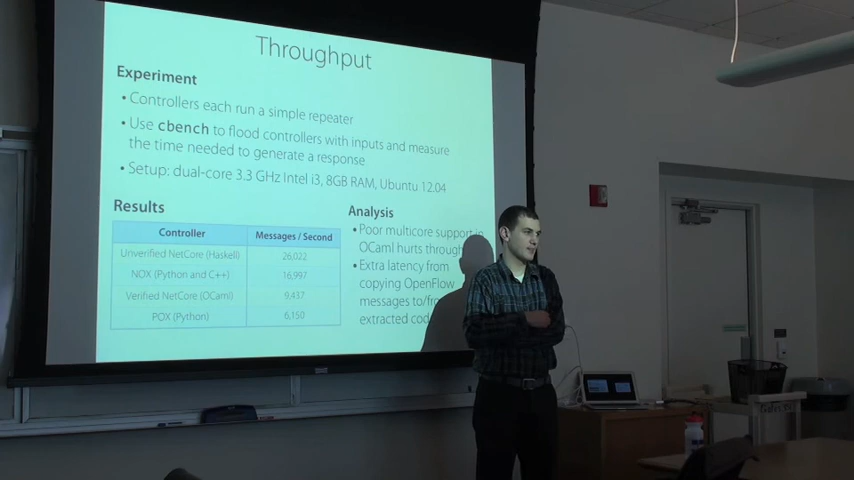 Throughput
Experiment
• Controllers each run a simple repeater
• Use cbench to flood controllers with inputs and measure
the time needed to generate a response
• Setup: dual-core 3.3 GHz Intel i3, 8GB RAM, Ubuntu 12.04
Results
Controller Messages / Second
Unverified NetCore (Haskell) 26,022
NOX (Python and C++) 16,997
Verified NetCore (OCaml) 9,437
POX (Python) 6,150
Analysis
• Poor multicore support in
OCaml hurts through
• Extra latency from
copying OpenFlow
messages to/fro
extracted cod